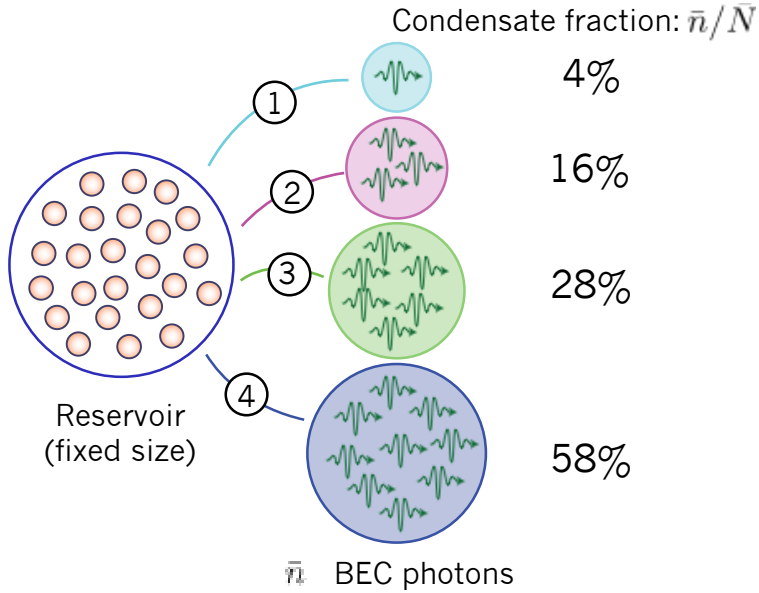 Condensate fraction: n̄/N̄
1
4%
2
16%
3
28%
4
58%
Reservoir
(fixed size)
n̄ BEC photons